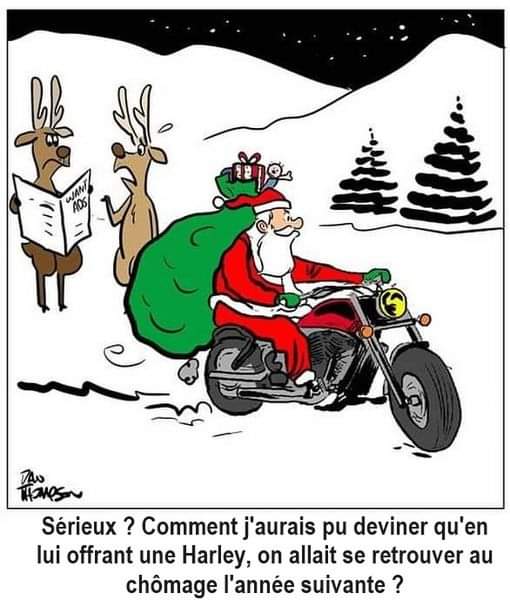 WANT
ADS
DAN
THOMPSON
Sérieux ? Comment j'aurais pu deviner qu'en
lui offrant une Harley, on allait se retrouver au
chômage l'année suivante ?